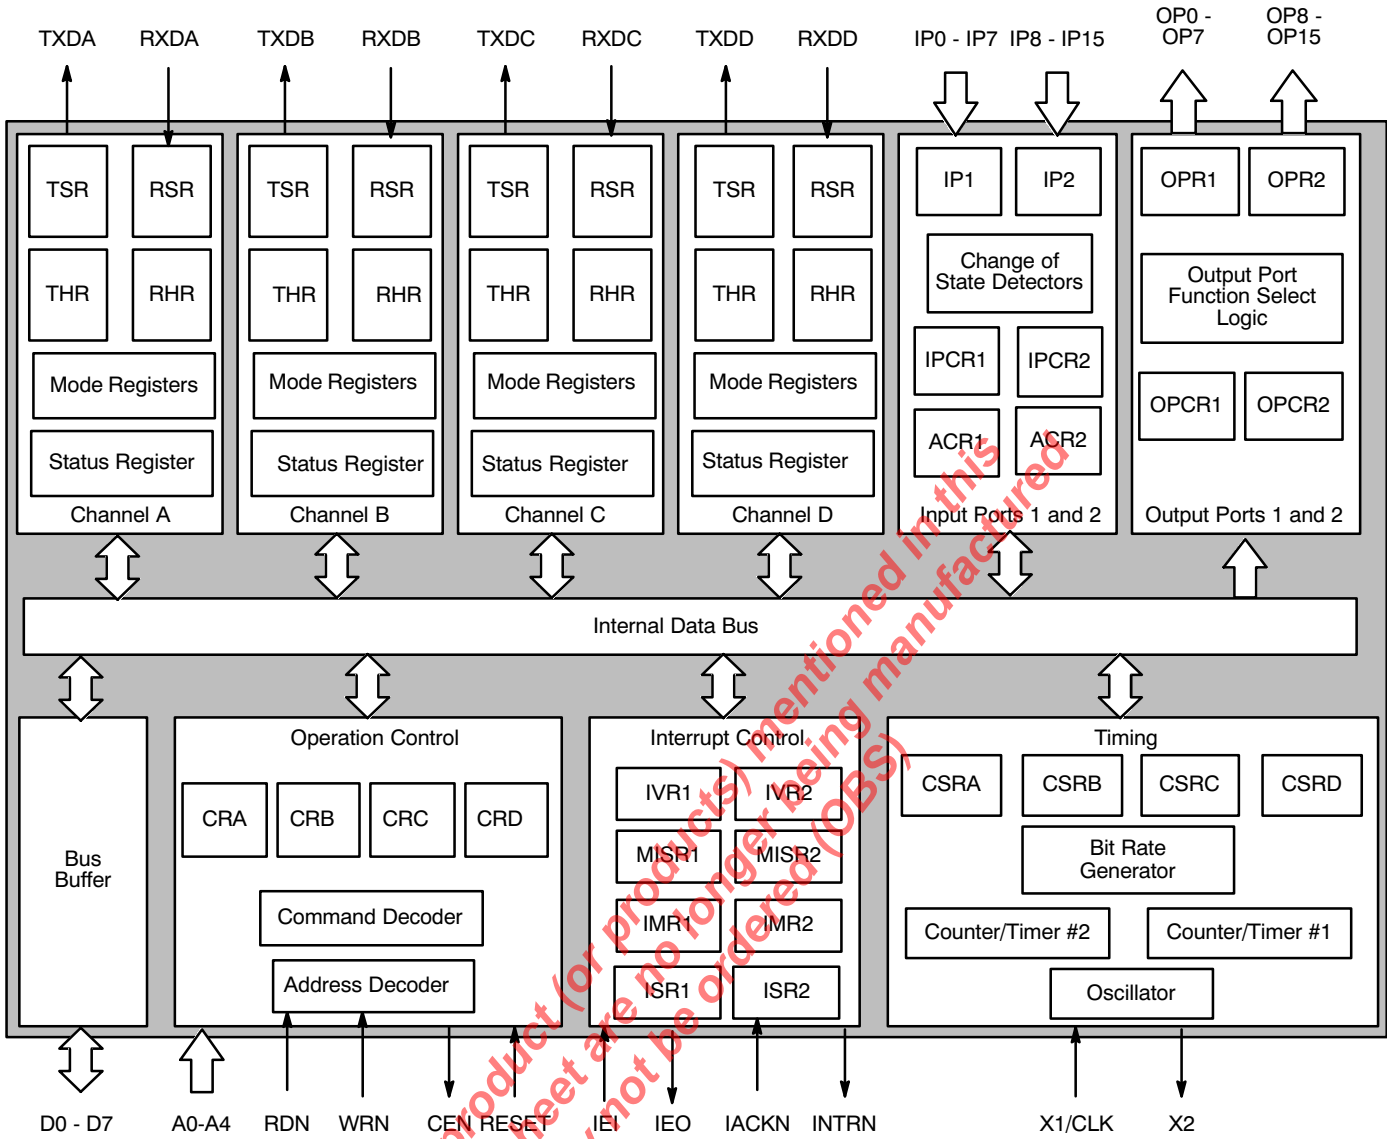 TXDA RXDA TXDB RXDB TXDC RXDC TXDD RXDD IP0 - IP7 IP8 - IP15
OP0 -
OP7
OP8 -
OP15
TSR RSR
THR RHR
Mode Registers
Status Register
Channel A
TSR RSR
THR RHR
Mode Registers
Status Register
Channel B
TSR RSR
THR RHR
Mode Registers
Status Register
Channel C
TSR RSR
THR RHR
Mode Registers
Status Register
Channel D
IP1 IP2
Change of
State Detectors
IPCR1 IPCR2
ACR1 ACR2
Input Ports 1 and 2
OPR1 OPR2
Output Port
Function Select
Logic
OPCR1 OPCR2
Output Ports 1 and 2
Internal Data Bus
Bus
Buffer
Operation Control
CRA CRB CRC CRD
Command Decoder
Address Decoder
Interrupt Control
IVR1 IVR2
MISR1 MISR2
IMR1 IMR2
ISR1 ISR2
Timing
CSRA CSRB CSRC CSRD
Bit Rate
Generator
Counter/Timer #2 Counter/Timer #1
Oscillator
D0 - D7 A0-A4 RDN WRN CEN RESET IEI IEO IACKN INTRN X1/CLK X2
product (or products) mentioned in this
sheet are no longer being manufactured
not be ordered (OBS)